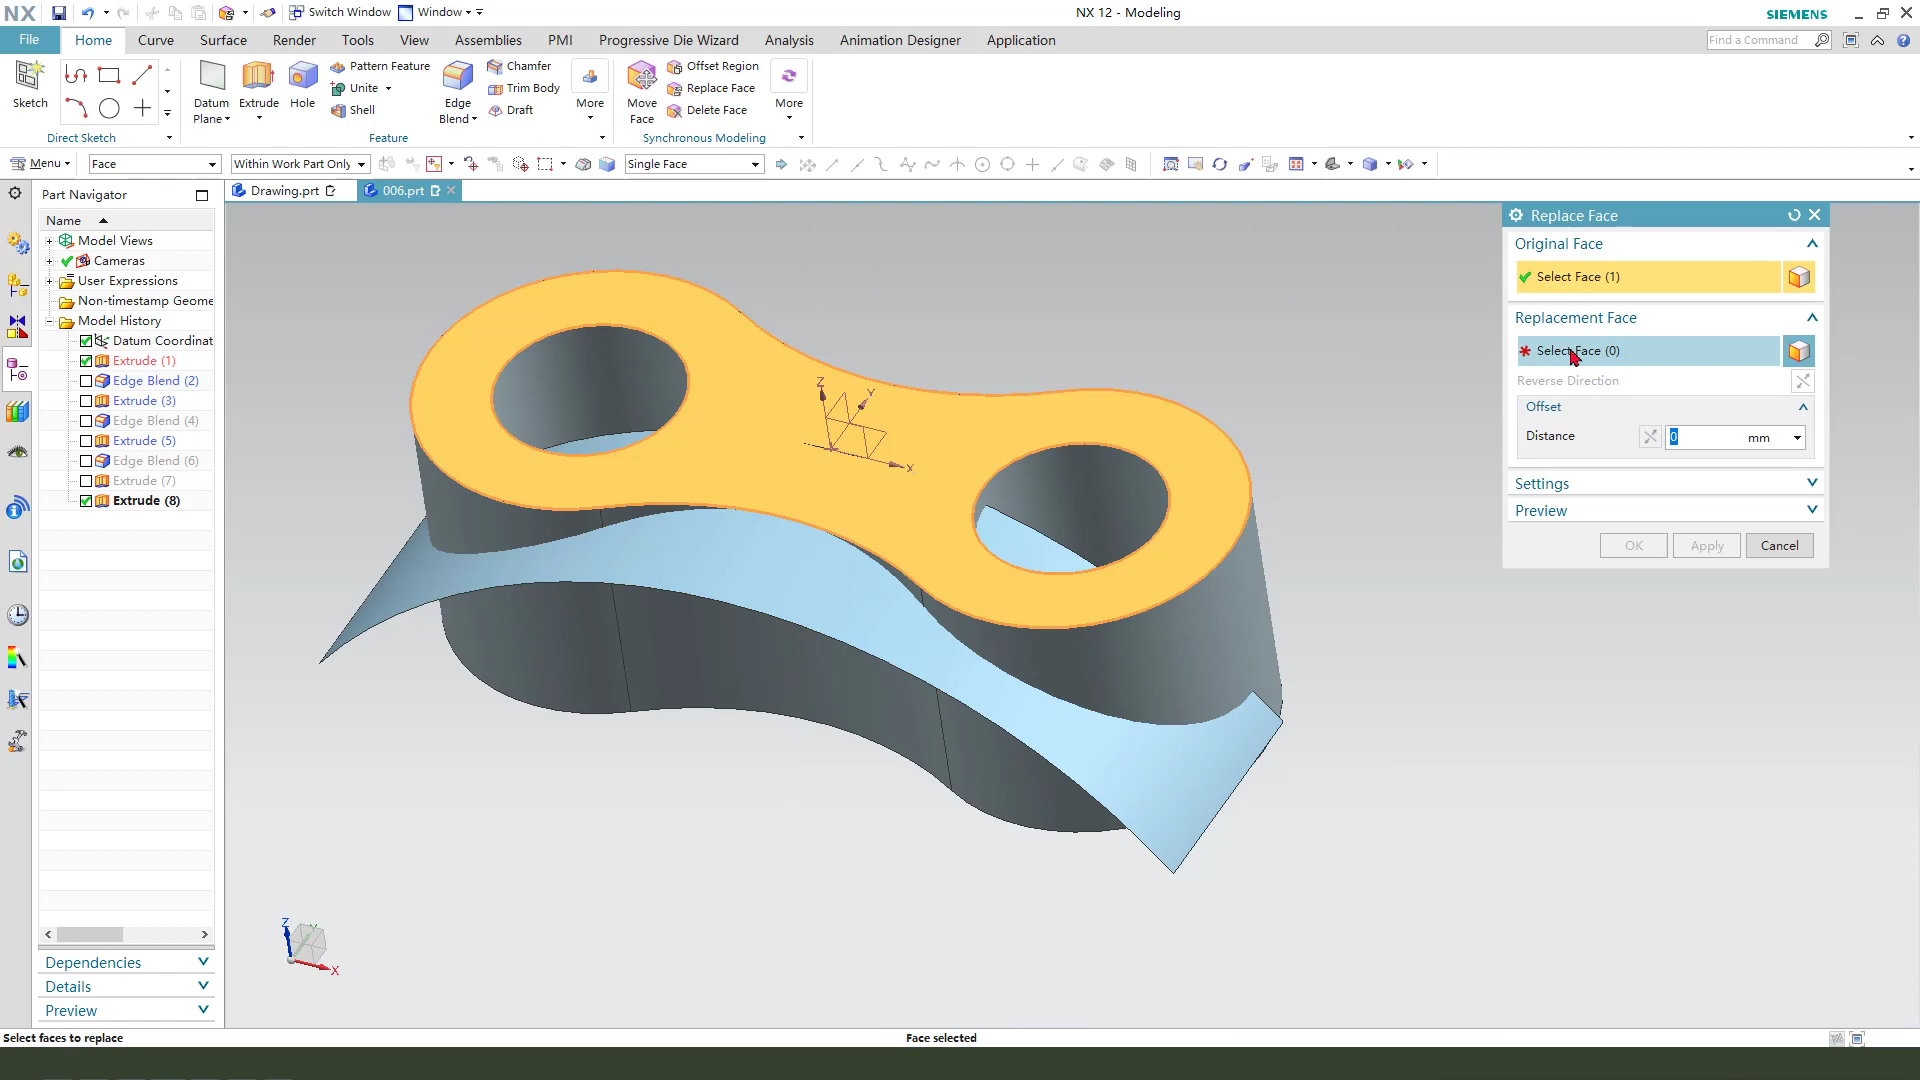 NX
Switch Window
Window
NX 12 - Modeling
SIEMENS
File
Home
Curve
Surface
Render
Tools
View
Assemblies
PMI
Progressive Die Wizard
Analysis
Animation Designer
Application
Find a Command
Sketch
Datum Plane
Extrude
Hole
Pattern Feature
Unite
Shell
Edge Blend
Chamfer
Trim Body
Draft
More
Move Face
Offset Region
Replace Face
Delete Face
More
Direct Sketch
Feature
Synchronous Modeling
Menu
Face
Within Work Part Only
Single Face
Part Navigator
Drawing.prt
006.prt
Name
Model Views
Cameras
User Expressions
Non-timestamp Geome
Model History
Datum Coordinat
Extrude (1)
Edge Blend (2)
Extrude (3)
Edge Blend (4)
Extrude (5)
Edge Blend (6)
Extrude (7)
Extrude (8)
Dependencies
Details
Preview
Z
Y
X
Z
Y
X
Replace Face
Original Face
Select Face (1)
Replacement Face
Select Face (0)
Reverse Direction
Offset
Distance
0
mm
Settings
Preview
OK
Apply
Cancel
Select faces to replace
Face selected